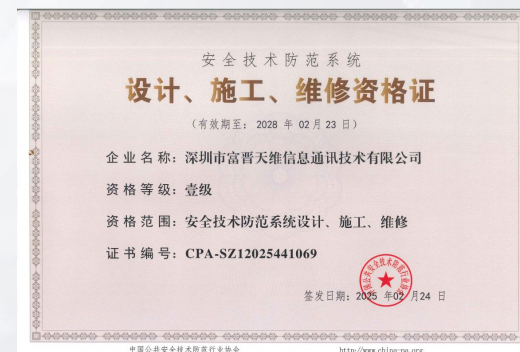 安全技术防范系统
设计、施工、维修资格证
（有效期至： 2028 年 02月 23 日）
企业名称：深圳市富晋天维信息通讯技术有限公司
资格等级：壹级
资格范围：安全技术防范系统设计、施工、维修
证书编号：CPA-SZ12025441069
签发日期：2025 年02 月 24 日
中国公共安全技术防范行业协会